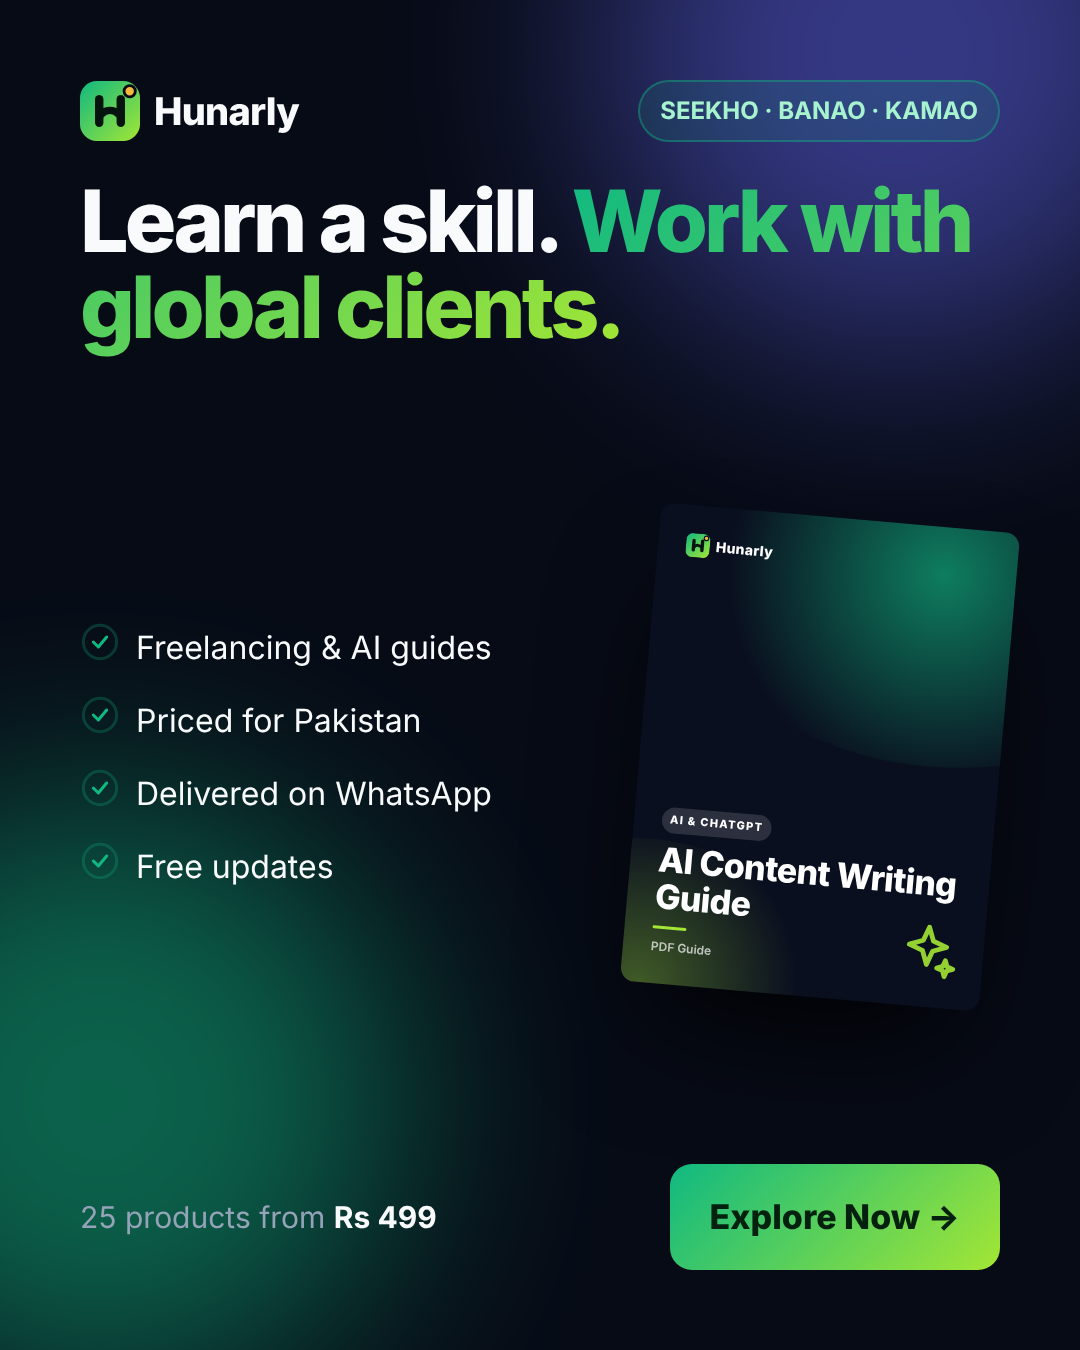 Hunarly
SEEKHO · BANAO · KAMAO
Learn a skill. Work with
global clients.
Freelancing & AI guides
Priced for Pakistan
Delivered on WhatsApp
Free updates
Hunarly
AI & CHATGPT
AI Content Writing
Guide
PDF Guide
25 products from Rs 499
Explore Now →